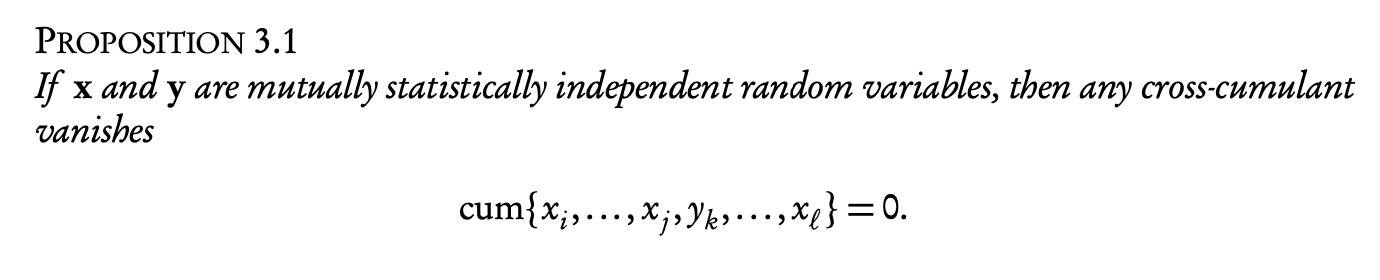 PROPOSITION 3.1
If x and y are mutually statistically independent random variables, then any cross-cumulant
vanishes
cum{x_i,…,x_j,y_k,…,x_ℓ} = 0.